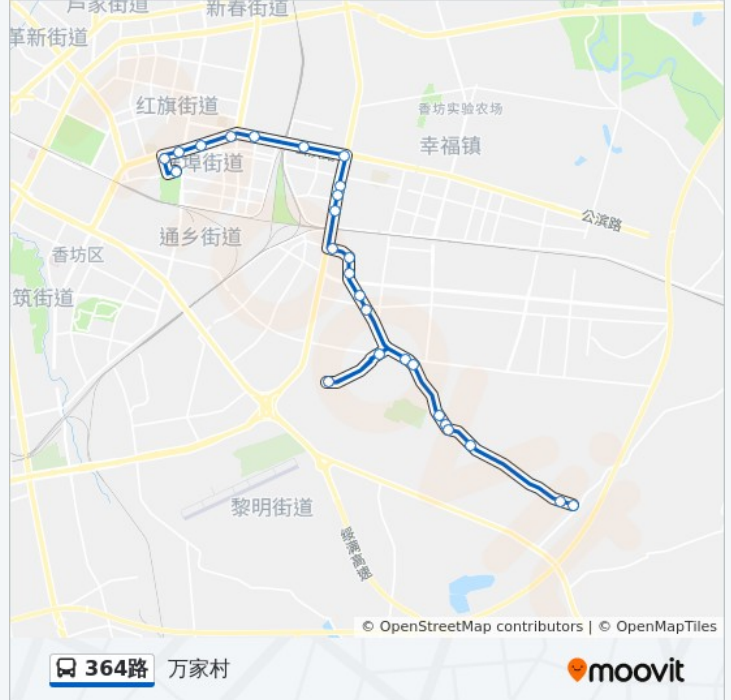 芦家街道
新春街道
革新街道
红旗街道
香坊实验农场
幸福镇
埠街道
公滨路
通乡街道
香坊区
筑街道
黎明街道
绥满高速
© OpenStreetMap contributors | © OpenMapTiles
364路 万家村
moovit